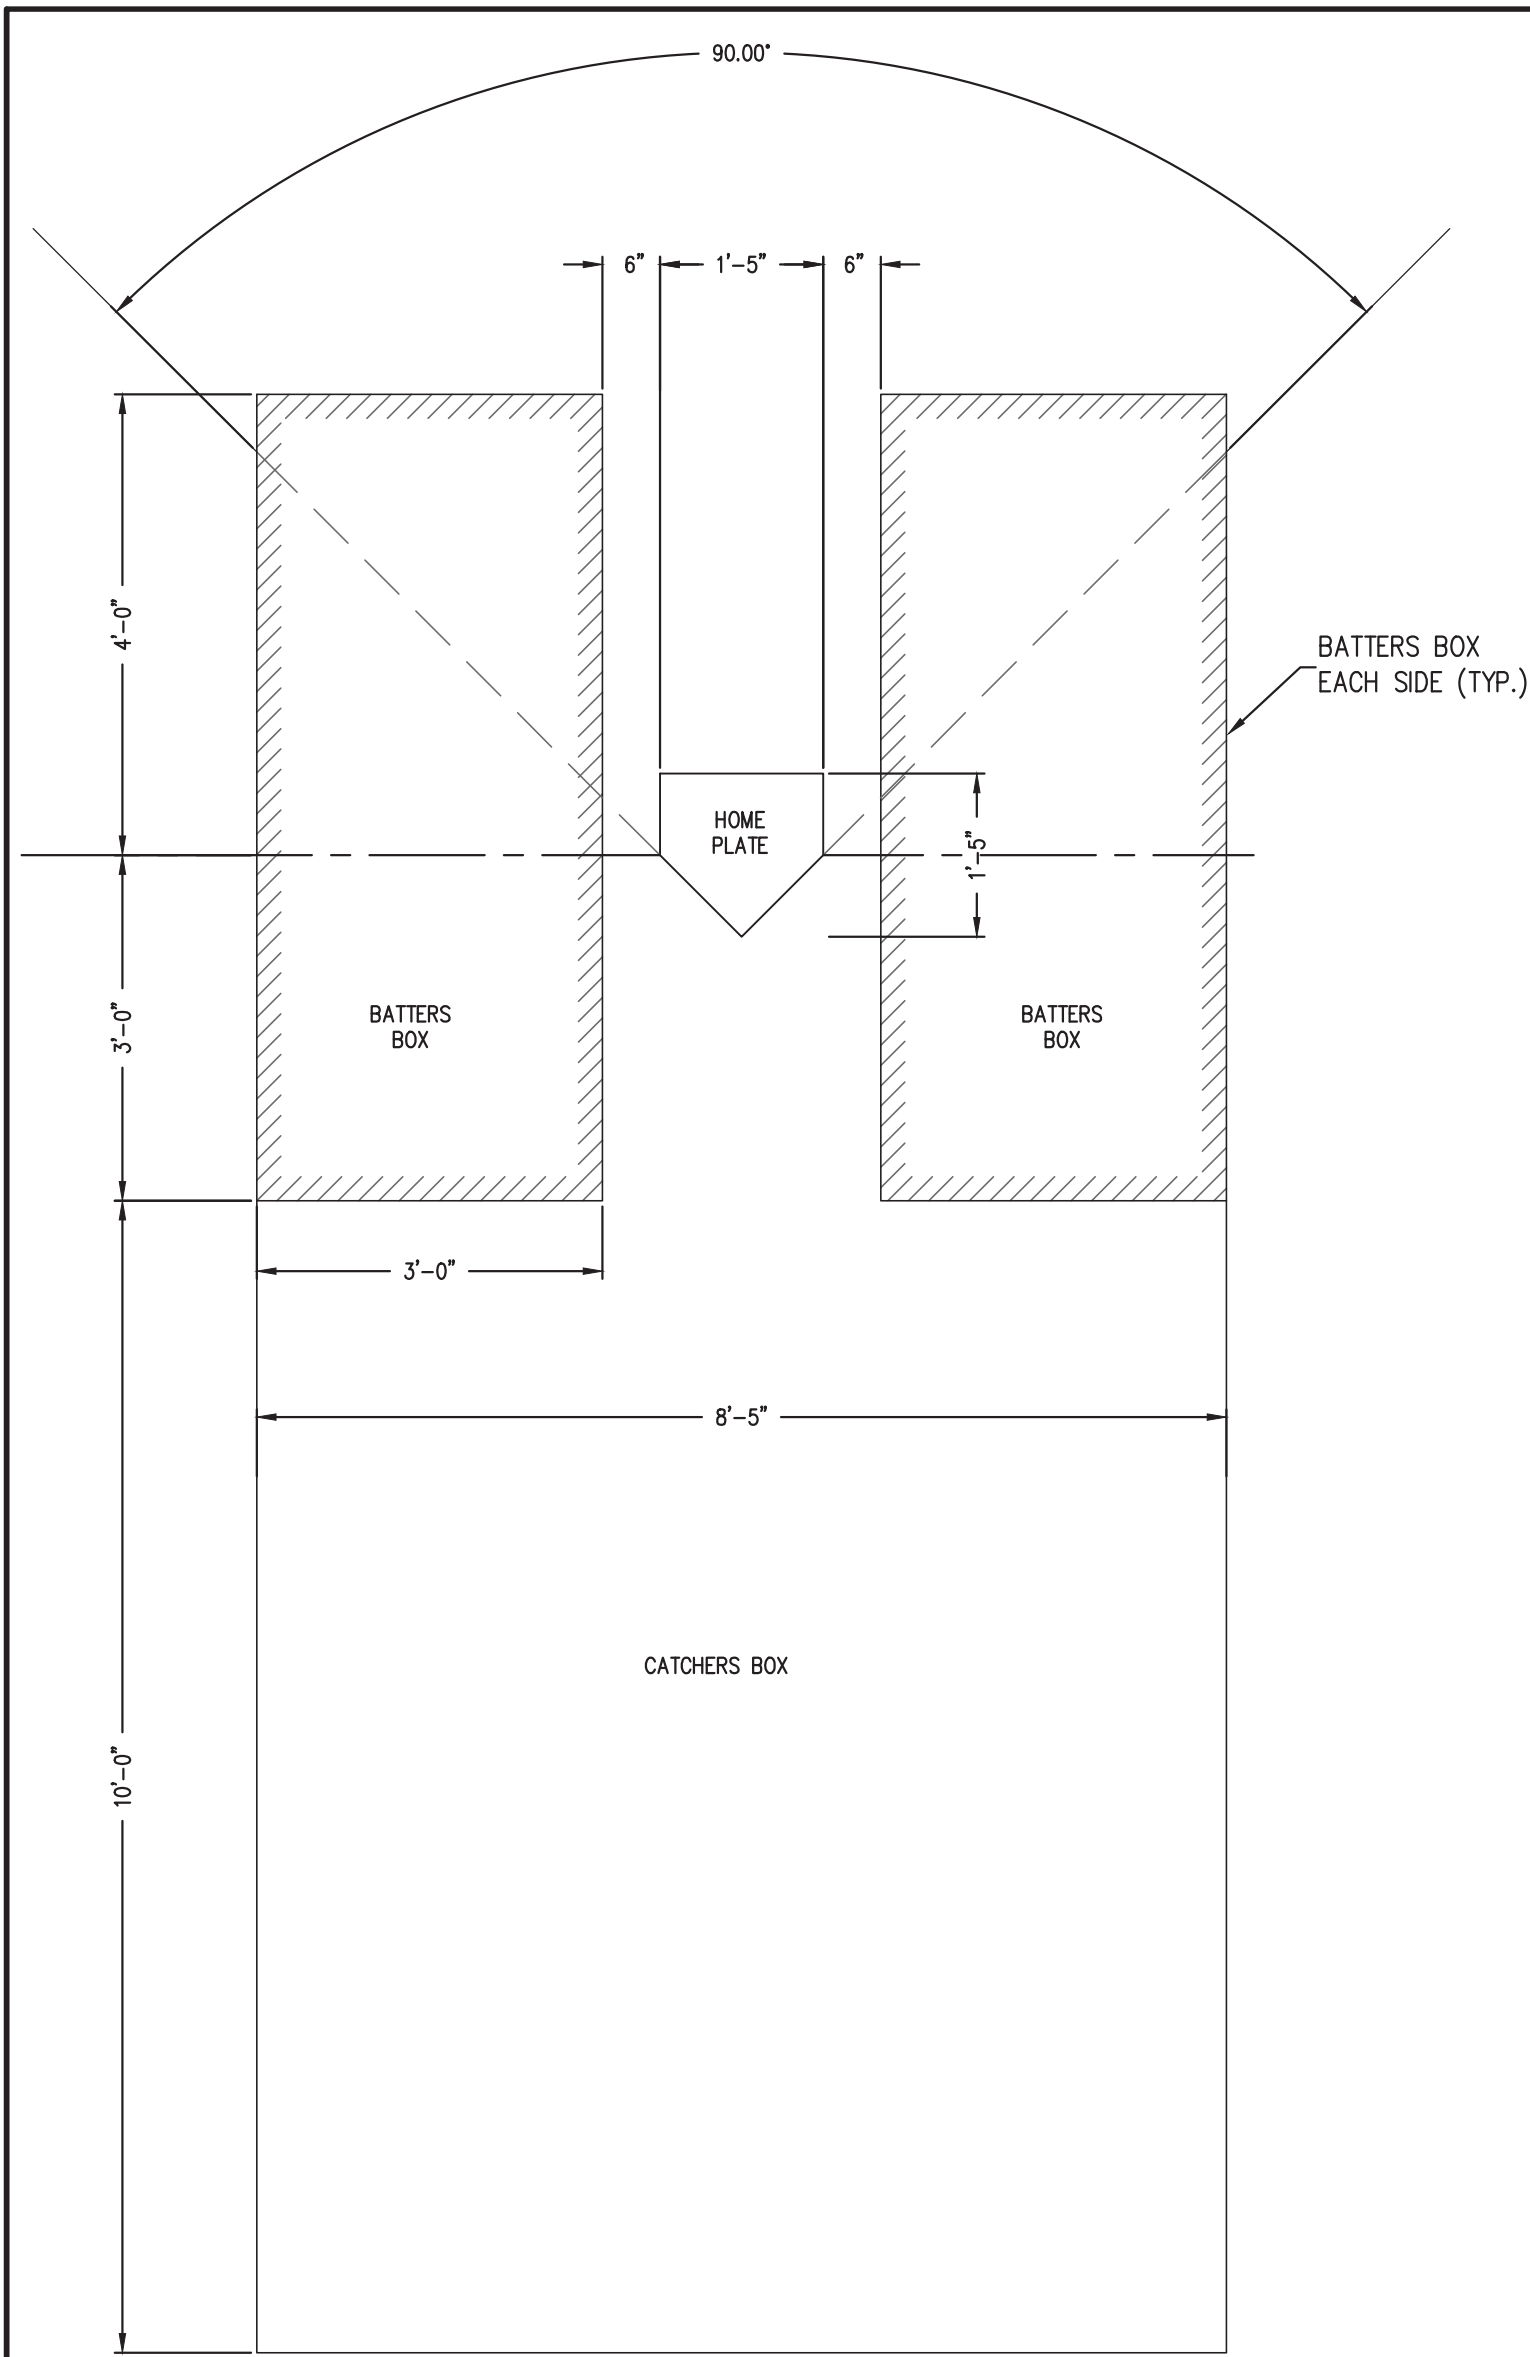 90.00°
6" 1'-5" 6"
4'-0"
BATTERS BOX
EACH SIDE (TYP.)
HOME
PLATE
1'-5"
3'-0"
BATTERS
BOX
BATTERS
BOX
3'-0"
8'-5"
CATCHERS BOX
10'-0"